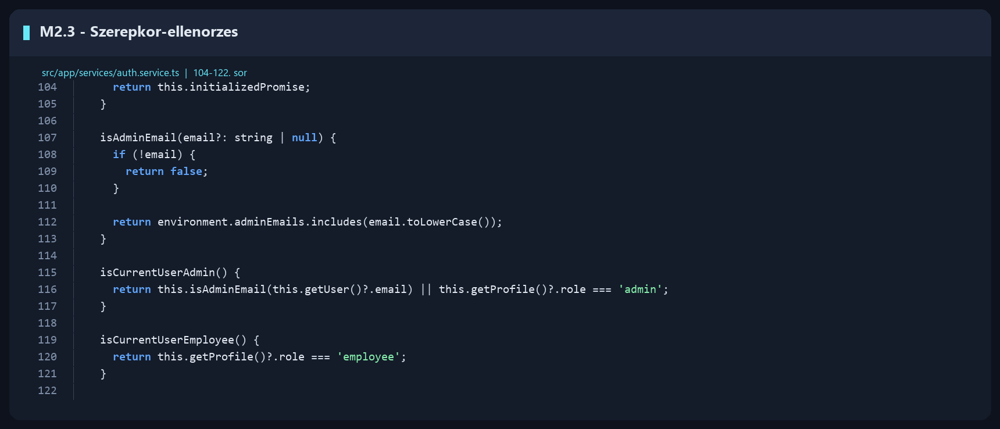 M2.3 - Szerepkor-ellenorzes
src/app/services/auth.service.ts | 104-122. sor
104 return this.initializedPromise;
105 }
106
107 isAdminEmail(email?: string | null) {
108 if (!email) {
109 return false;
110 }
111
112 return environment.adminEmails.includes(email.toLowerCase());
113 }
114
115 isCurrentUserAdmin() {
116 return this.isAdminEmail(this.getUser()?.email) || this.getProfile()?.role === 'admin';
117 }
118
119 isCurrentUserEmployee() {
120 return this.getProfile()?.role === 'employee';
121 }
122